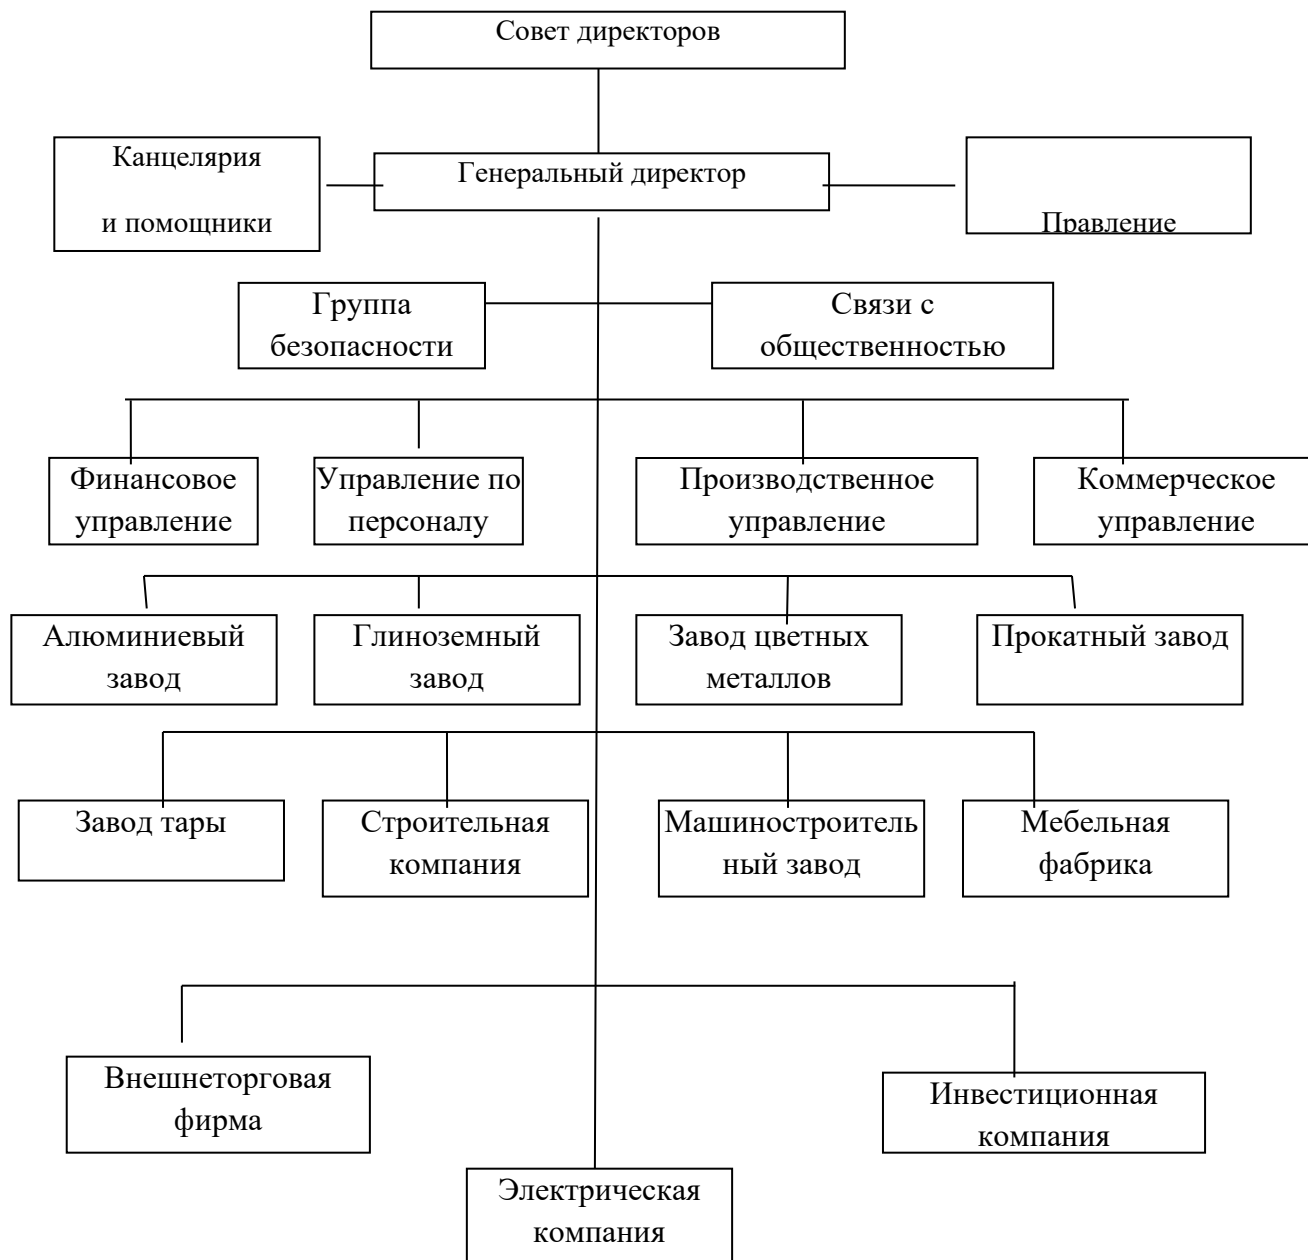 Совет директоров
Канцелярия
и помощники
Генеральный директор
Правление
Группа
безопасности
Связи с
общественностью
Финансовое
управление
Управление по
персоналу
Производственное
управление
Коммерческое
управление
Алюминиевый
завод
Глиноземный
завод
Завод цветных
металлов
Прокатный завод
Завод тары
Строительная
компания
Машиностроитель
ный завод
Мебельная
фабрика
Внешнеторговая
фирма
Инвестиционная
компания
Электрическая
компания